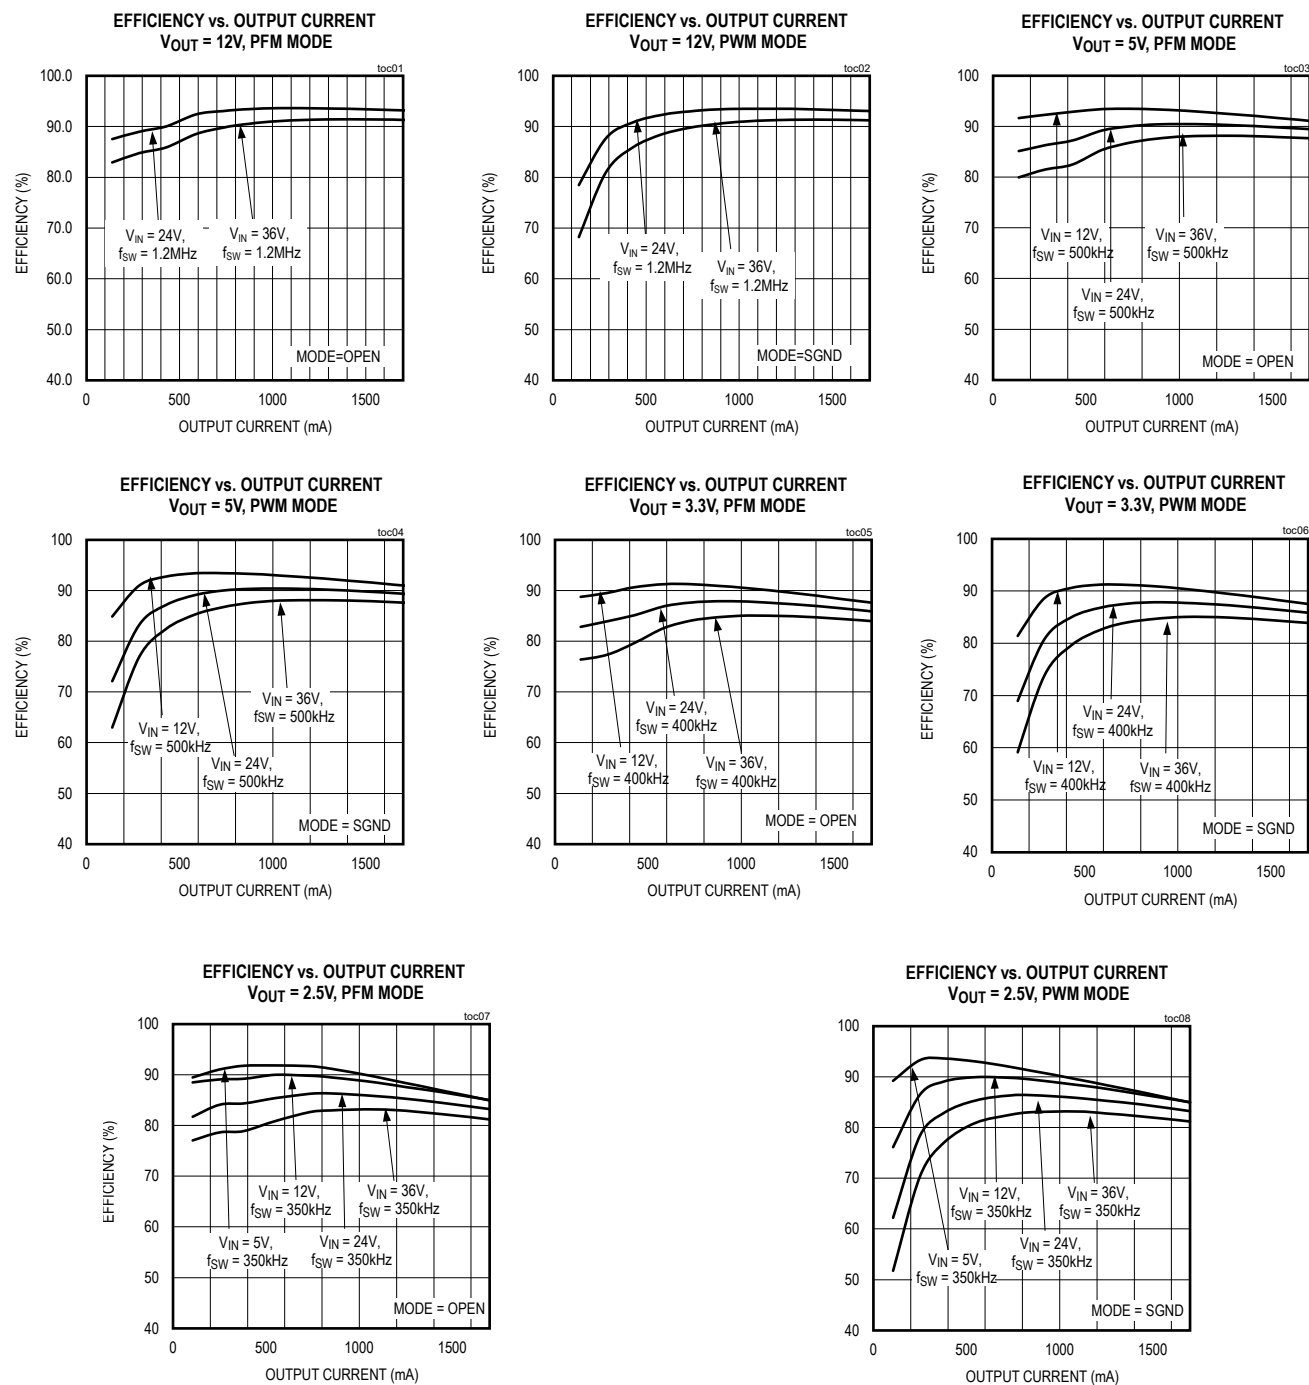 EFFICIENCY vs. OUTPUT CURRENT
VOUT = 12V, PFM MODE
toc01
100.0
90.0
80.0
70.0
60.0
50.0
40.0
EFFICIENCY (%)
VIN = 24V,
fSW = 1.2MHz
VIN = 36V,
fSW = 1.2MHz
MODE=OPEN
0 500 1000 1500
OUTPUT CURRENT (mA)
EFFICIENCY vs. OUTPUT CURRENT
VOUT = 12V, PWM MODE
toc02
100
90
80
70
60
50
40
EFFICIENCY (%)
VIN = 24V,
fSW = 1.2MHz
VIN = 36V,
fSW = 1.2MHz
MODE=SGND
0 500 1000 1500
OUTPUT CURRENT (mA)
EFFICIENCY vs. OUTPUT CURRENT
VOUT = 5V, PFM MODE
toc03
100
90
80
70
60
50
40
EFFICIENCY (%)
VIN = 12V,
fSW = 500kHz
VIN = 36V,
fSW = 500kHz
VIN = 24V,
fSW = 500kHz
MODE = OPEN
0 500 1000 1500
OUTPUT CURRENT (mA)
EFFICIENCY vs. OUTPUT CURRENT
VOUT = 5V, PWM MODE
toc04
100
90
80
70
60
50
40
EFFICIENCY (%)
VIN = 36V,
fSW = 500kHz
VIN = 12V,
fSW = 500kHz
VIN = 24V,
fSW = 500kHz
MODE = SGND
0 500 1000 1500
OUTPUT CURRENT (mA)
EFFICIENCY vs. OUTPUT CURRENT
VOUT = 3.3V, PFM MODE
toc05
100
90
80
70
60
50
40
EFFICIENCY (%)
VIN = 24V,
fSW = 400kHz
VIN = 12V,
fSW = 400kHz
VIN = 36V,
fSW = 400kHz
MODE = OPEN
0 500 1000 1500
OUTPUT CURRENT (mA)
EFFICIENCY vs. OUTPUT CURRENT
VOUT = 3.3V, PWM MODE
toc06
100
90
80
70
60
50
40
EFFICIENCY (%)
VIN = 24V,
fSW = 400kHz
VIN = 12V,
fSW = 400kHz
VIN = 36V,
fSW = 400kHz
MODE = SGND
0 500 1000 1500
OUTPUT CURRENT (mA)
EFFICIENCY vs. OUTPUT CURRENT
VOUT = 2.5V, PFM MODE
toc07
100
90
80
70
60
50
40
EFFICIENCY (%)
VIN = 12V,
fSW = 350kHz
VIN = 36V,
fSW = 350kHz
VIN = 5V,
fSW = 350kHz
VIN = 24V,
fSW = 350kHz
MODE = OPEN
0 500 1000 1500
OUTPUT CURRENT (mA)
EFFICIENCY vs. OUTPUT CURRENT
VOUT = 2.5V, PWM MODE
toc08
100
90
80
70
60
50
40
EFFICIENCY (%)
VIN = 12V,
fSW = 350kHz
VIN = 36V,
fSW = 350kHz
VIN = 5V,
fSW = 350kHz
VIN = 24V,
fSW = 350kHz
MODE = SGND
0 500 1000 1500
OUTPUT CURRENT (mA)